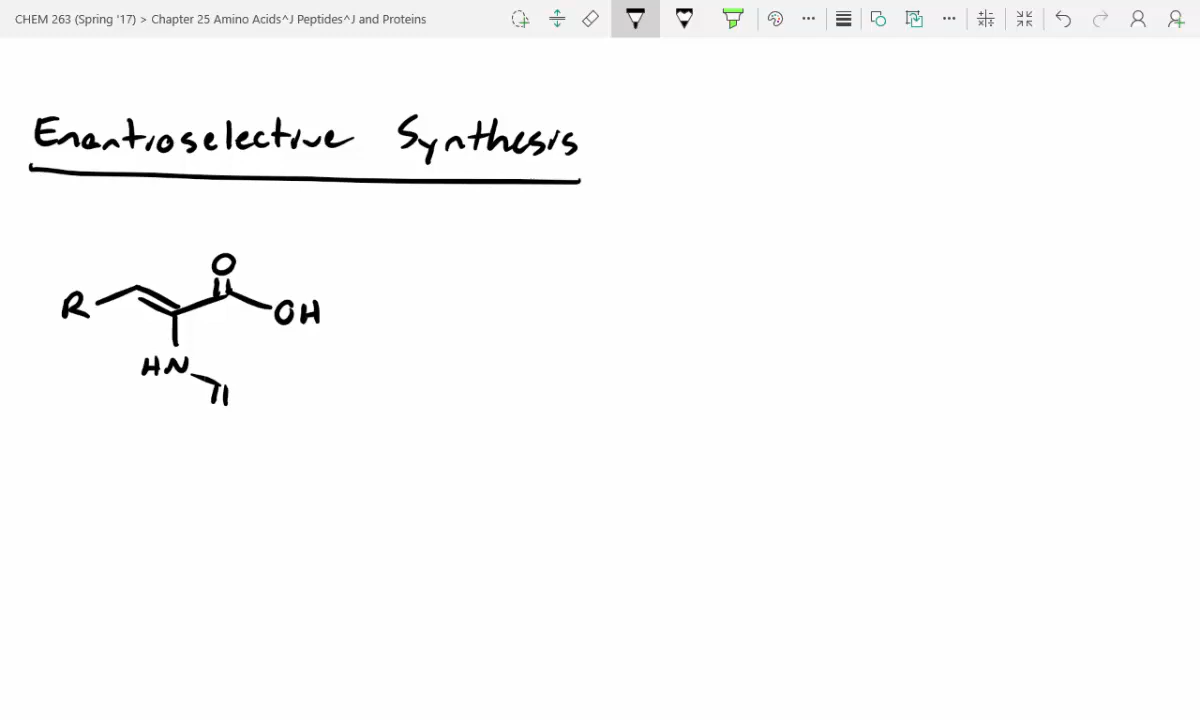 CHEM 263 (Spring '17) > Chapter 25 Amino Acids^J Peptides^J and Proteins
Enantioselective Synthesis
O
R
OH
HN